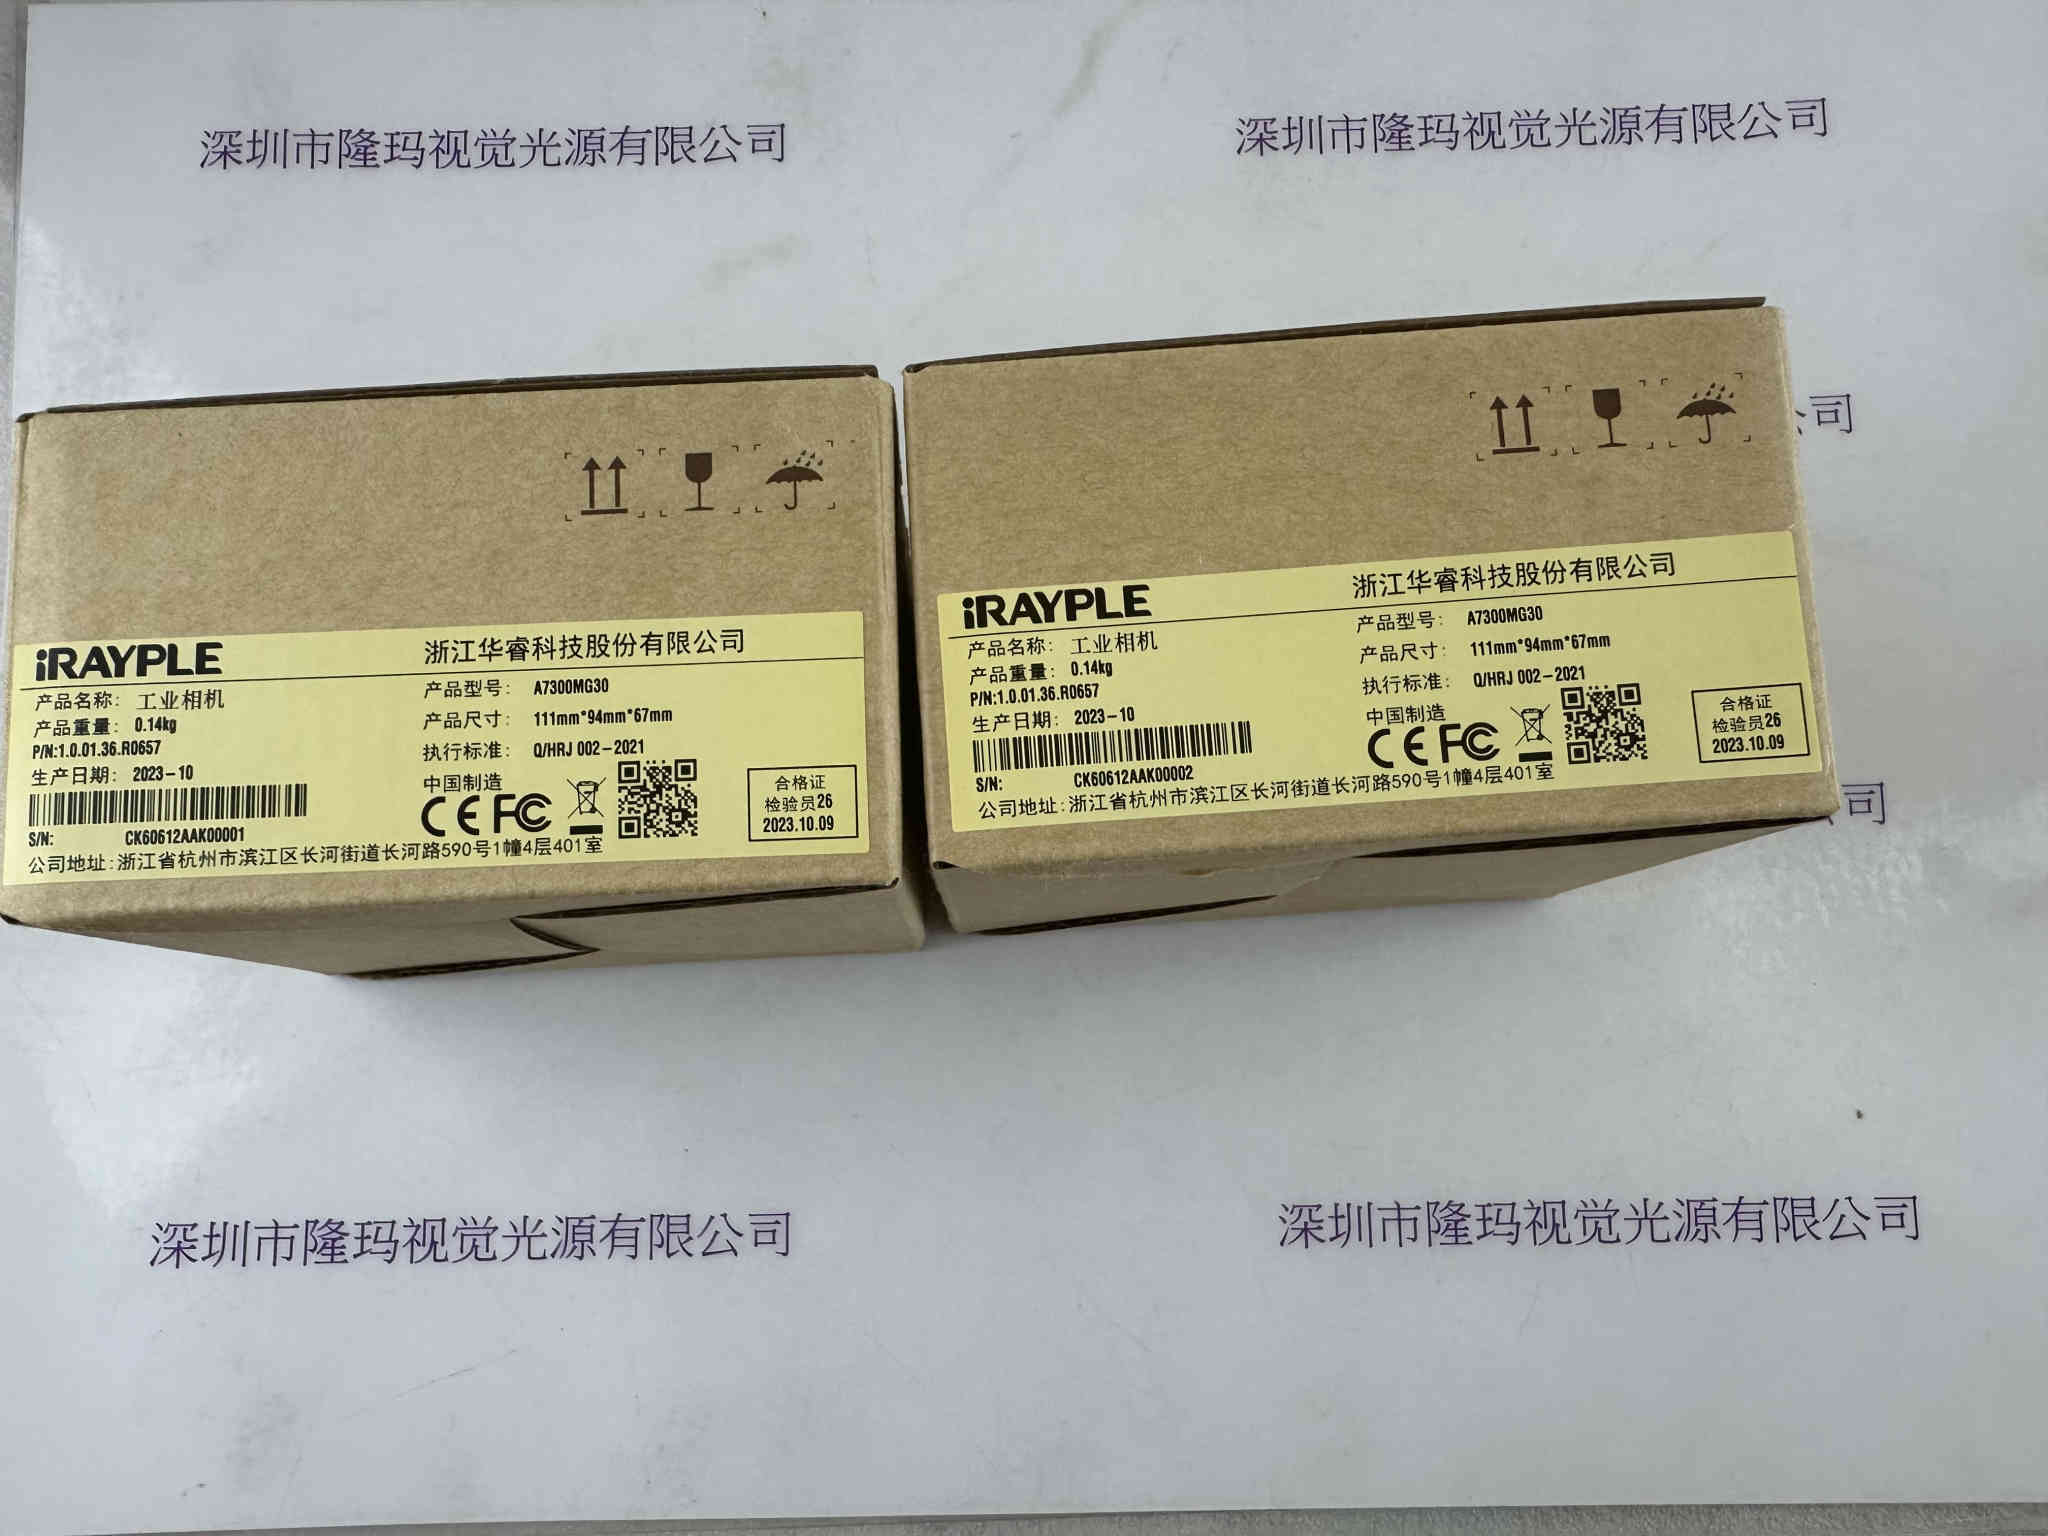 深圳市隆玛视觉光源有限公司
深圳市隆玛视觉光源有限公司
公司
iRAYPLE 浙江华睿科技股份有限公司
产品名称: 工业相机 产品型号: A7300MG30
产品重量: 0.14kg 产品尺寸: 111mm*94mm*67mm
P/N:1.0.01.36.R0657 执行标准: Q/HRJ 002-2021
生产日期: 2023-10 中国制造
CE FC
S/N: CK60612AAK00001
合格证
检验员26
2023.10.09
公司地址:浙江省杭州市滨江区长河街道长河路590号1幢4层401室
iRAYPLE 浙江华睿科技股份有限公司
产品名称: 工业相机 产品型号: A7300MG30
产品重量: 0.14kg 产品尺寸: 111mm*94mm*67mm
P/N:1.0.01.36.R0657 执行标准: Q/HRJ 002-2021
生产日期: 2023-10 中国制造
CE FC
S/N: CK60612AAK00002
合格证
检验员26
2023.10.09
公司地址:浙江省杭州市滨江区长河街道长河路590号1幢4层401室
司
深圳市隆玛视觉光源有限公司
深圳市隆玛视觉光源有限公司